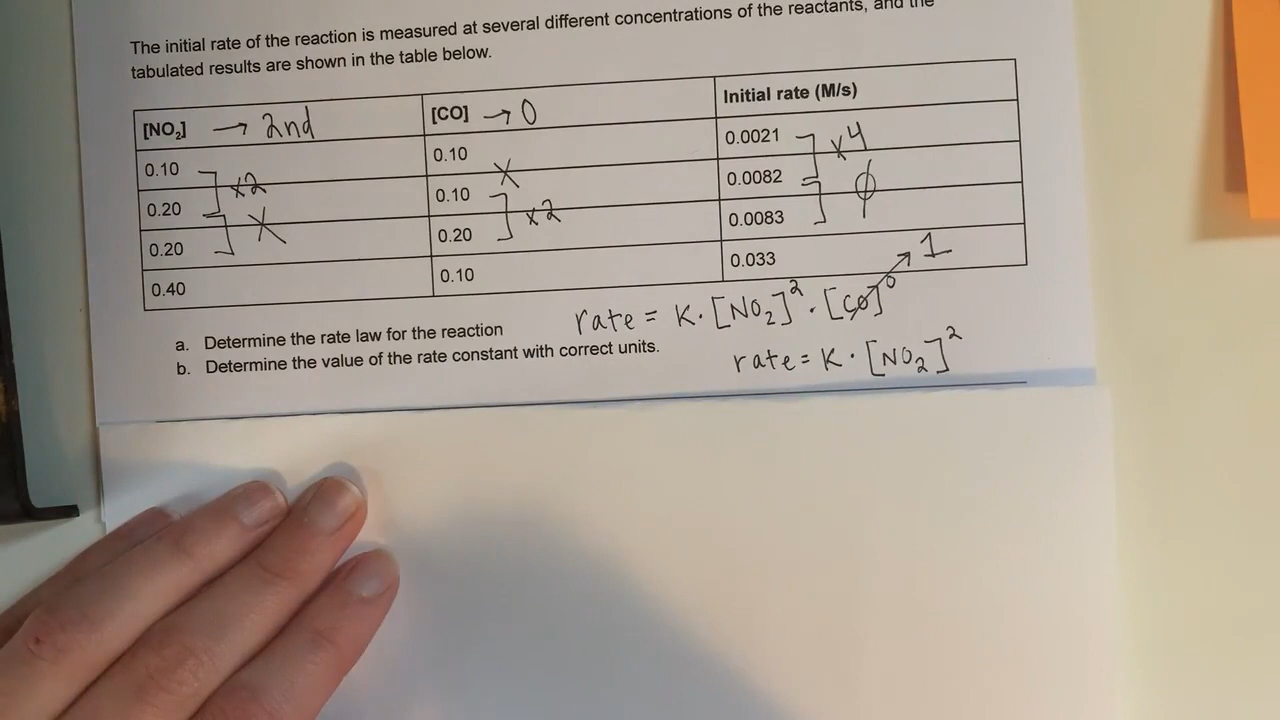 The initial rate of the reaction is measured at several different concentrations of the reactants, and the
tabulated results are shown in the table below.
[NO₂] → 2nd [CO] → 0 Initial rate (M/s)
0.10 0.10 0.0021
x2 X x4
0.20 0.10 0.0082
X x2 ϕ
0.20 0.20 0.0083
0.40 0.10 0.033
1
a. Determine the rate law for the reaction
rate = K · [NO₂]² · [CO]⁰
b. Determine the value of the rate constant with correct units.
rate = K · [NO₂]²